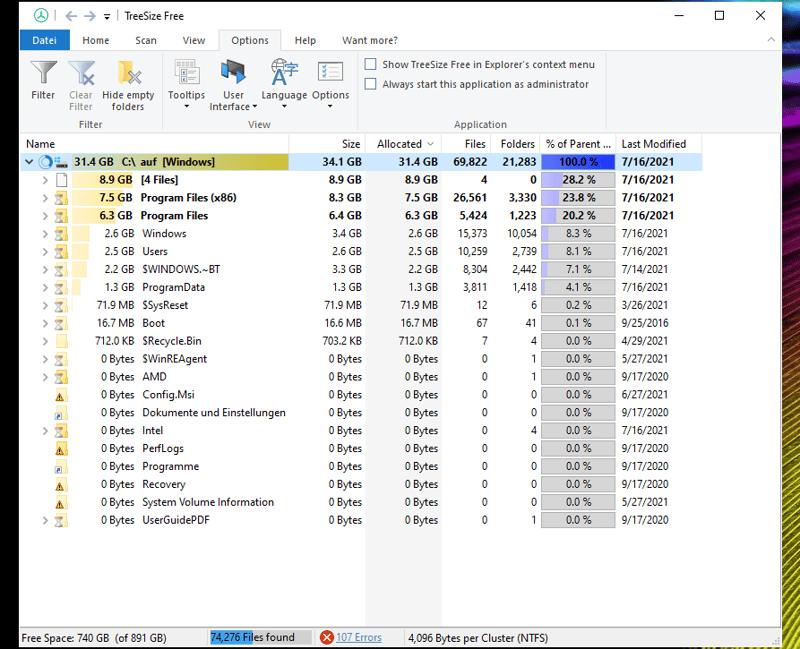 TreeSize Free
Datei Home Scan View Options Help Want more?
Filter Clear Filter Hide empty folders Tooltips User Interface Language Options
Show TreeSize Free in Explorer's context menu
Always start this application as administrator
Filter View Application
Name Size Allocated Files Folders % of Parent ... Last Modified
31.4 GB C:\ auf [Windows] 34.1 GB 31.4 GB 69,822 21,283 100.0 % 7/16/2021
8.9 GB [4 Files] 8.9 GB 8.9 GB 4 0 28.2 % 7/16/2021
7.5 GB Program Files (x86) 8.3 GB 7.5 GB 26,561 3,330 23.8 % 7/16/2021
6.3 GB Program Files 6.4 GB 6.3 GB 5,424 1,223 20.2 % 7/16/2021
2.6 GB Windows 3.4 GB 2.6 GB 15,373 10,054 8.3 % 7/16/2021
2.5 GB Users 2.6 GB 2.5 GB 10,259 2,739 8.1 % 7/16/2021
2.2 GB $WINDOWS.~BT 3.3 GB 2.2 GB 8,304 2,442 7.1 % 7/14/2021
1.3 GB ProgramData 1.3 GB 1.3 GB 3,811 1,418 4.1 % 7/16/2021
71.9 MB $SysReset 71.9 MB 71.9 MB 12 6 0.2 % 3/26/2021
16.7 MB Boot 16.6 MB 16.7 MB 67 41 0.1 % 9/25/2016
712.0 KB $Recycle.Bin 703.2 KB 712.0 KB 7 4 0.0 % 4/29/2021
0 Bytes $WinREAgent 0 Bytes 0 Bytes 0 1 0.0 % 5/27/2021
0 Bytes AMD 0 Bytes 0 Bytes 0 1 0.0 % 9/17/2020
0 Bytes Config.Msi 0 Bytes 0 Bytes 0 0 0.0 % 6/27/2021
0 Bytes Dokumente und Einstellungen 0 Bytes 0 Bytes 0 0 0.0 % 9/17/2020
0 Bytes Intel 0 Bytes 0 Bytes 0 4 0.0 % 7/16/2021
0 Bytes PerfLogs 0 Bytes 0 Bytes 0 0 0.0 % 9/17/2020
0 Bytes Programme 0 Bytes 0 Bytes 0 0 0.0 % 9/17/2020
0 Bytes Recovery 0 Bytes 0 Bytes 0 0 0.0 % 9/17/2020
0 Bytes System Volume Information 0 Bytes 0 Bytes 0 0 0.0 % 5/27/2021
0 Bytes UserGuidePDF 0 Bytes 0 Bytes 0 1 0.0 % 9/17/2020
Free Space: 740 GB (of 891 GB) 74,276 Files found 107 Errors 4,096 Bytes per Cluster (NTFS)